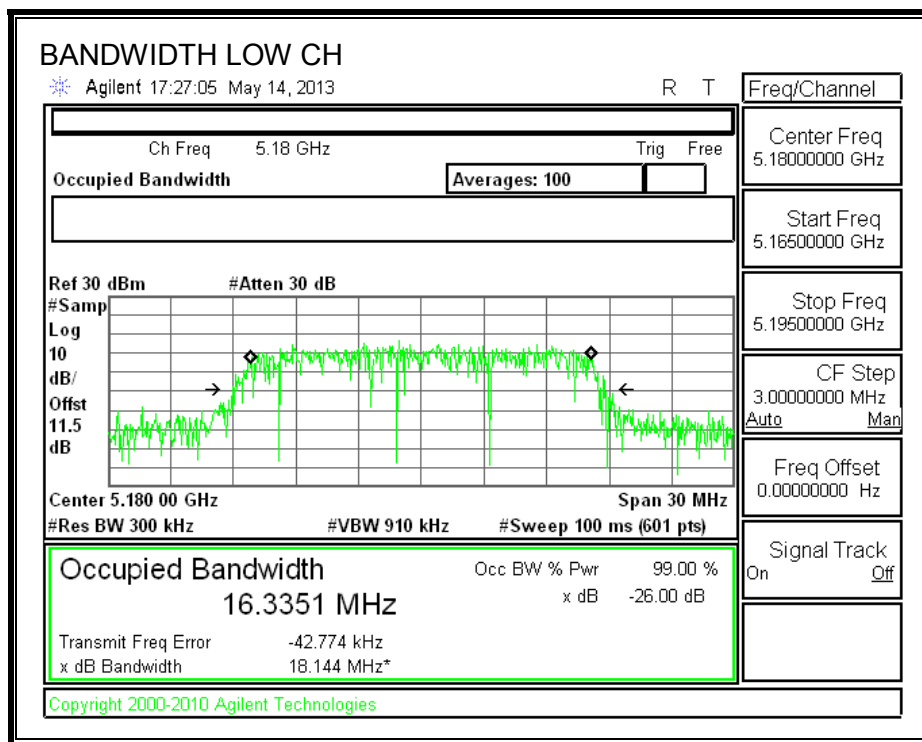 BANDWIDTH LOW CH
Agilent 17:27:05 May 14, 2013 R T
Freq/Channel
Ch Freq 5.18 GHz Trig Free
Occupied Bandwidth Averages: 100
Center Freq
5.18000000 GHz
Start Freq
5.16500000 GHz
Ref 30 dBm #Atten 30 dB
#Samp
Log
10
dB/
Offst
11.5
dB
Stop Freq
5.19500000 GHz
CF Step
3.00000000 MHz
Auto Man
Center 5.180 00 GHz Span 30 MHz
#Res BW 300 kHz #VBW 910 kHz #Sweep 100 ms (601 pts)
Freq Offset
0.00000000 Hz
Signal Track
On Off
Occupied Bandwidth
16.3351 MHz
Occ BW % Pwr 99.00 %
x dB -26.00 dB
Transmit Freq Error -42.774 kHz
x dB Bandwidth 18.144 MHz*
Copyright 2000-2010 Agilent Technologies